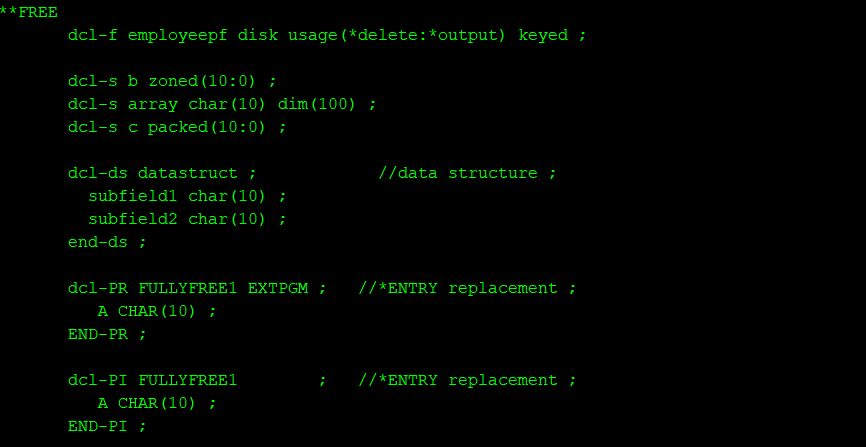 **FREE
dcl-f employeepf disk usage(*delete:*output) keyed ;
dcl-s b zoned(10:0) ;
dcl-s array char(10) dim(100) ;
dcl-s c packed(10:0) ;
dcl-ds datastruct ; //data structure ;
subfield1 char(10) ;
subfield2 char(10) ;
end-ds ;
dcl-PR FULLYFREE1 EXTPGM ; //*ENTRY replacement ;
A CHAR(10) ;
END-PR ;
dcl-PI FULLYFREE1 ; //*ENTRY replacement ;
A CHAR(10) ;
END-PI ;